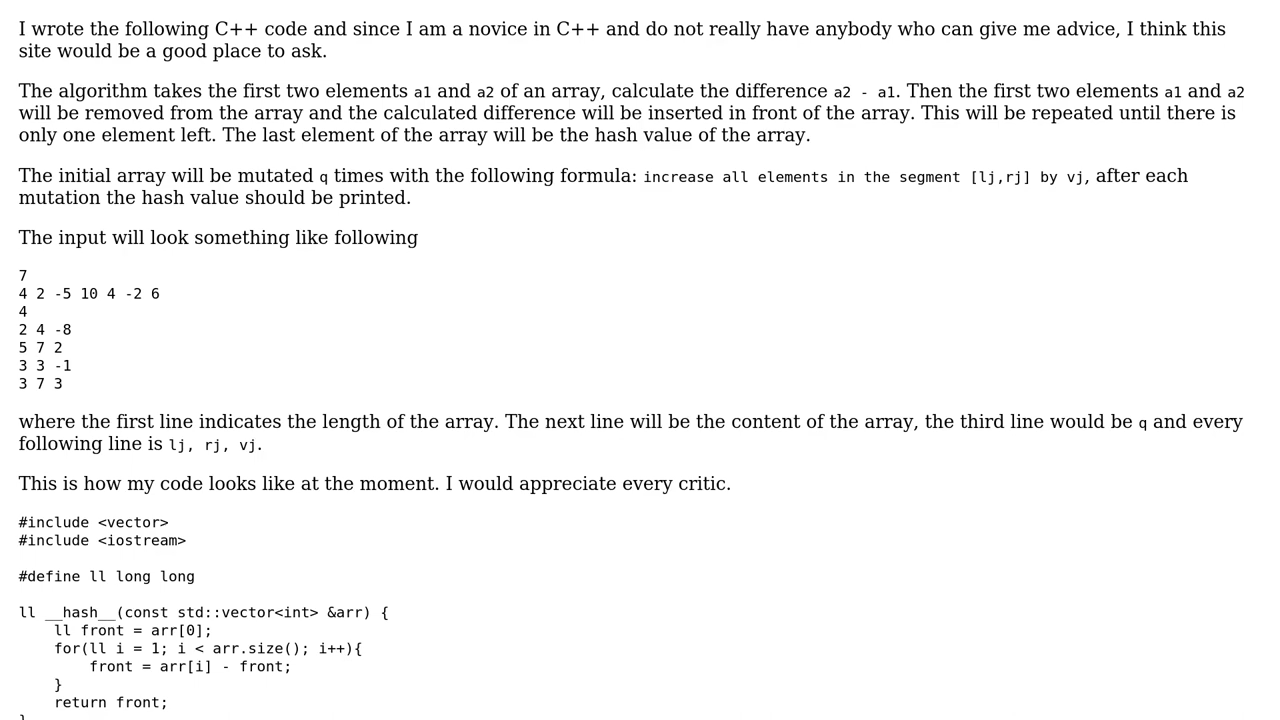 I wrote the following C++ code and since I am a novice in C++ and do not really have anybody who can give me advice, I think this
site would be a good place to ask.
The algorithm takes the first two elements a1 and a2 of an array, calculate the difference a2 - a1. Then the first two elements a1 and a2
will be removed from the array and the calculated difference will be inserted in front of the array. This will be repeated until there is
only one element left. The last element of the array will be the hash value of the array.
The initial array will be mutated q times with the following formula: increase all elements in the segment [lj,rj] by vj, after each
mutation the hash value should be printed.
The input will look something like following
7
4 2 -5 10 4 -2 6
4
2 4 -8
5 7 2
3 3 -1
3 7 3
where the first line indicates the length of the array. The next line will be the content of the array, the third line would be q and every
following line is lj, rj, vj.
This is how my code looks like at the moment. I would appreciate every critic.
#include <vector>
#include <iostream>
#define ll long long
ll __hash__(const std::vector<int> &arr) {
    ll front = arr[0];
    for(ll i = 1; i < arr.size(); i++){
        front = arr[i] - front;
    }
    return front;
}